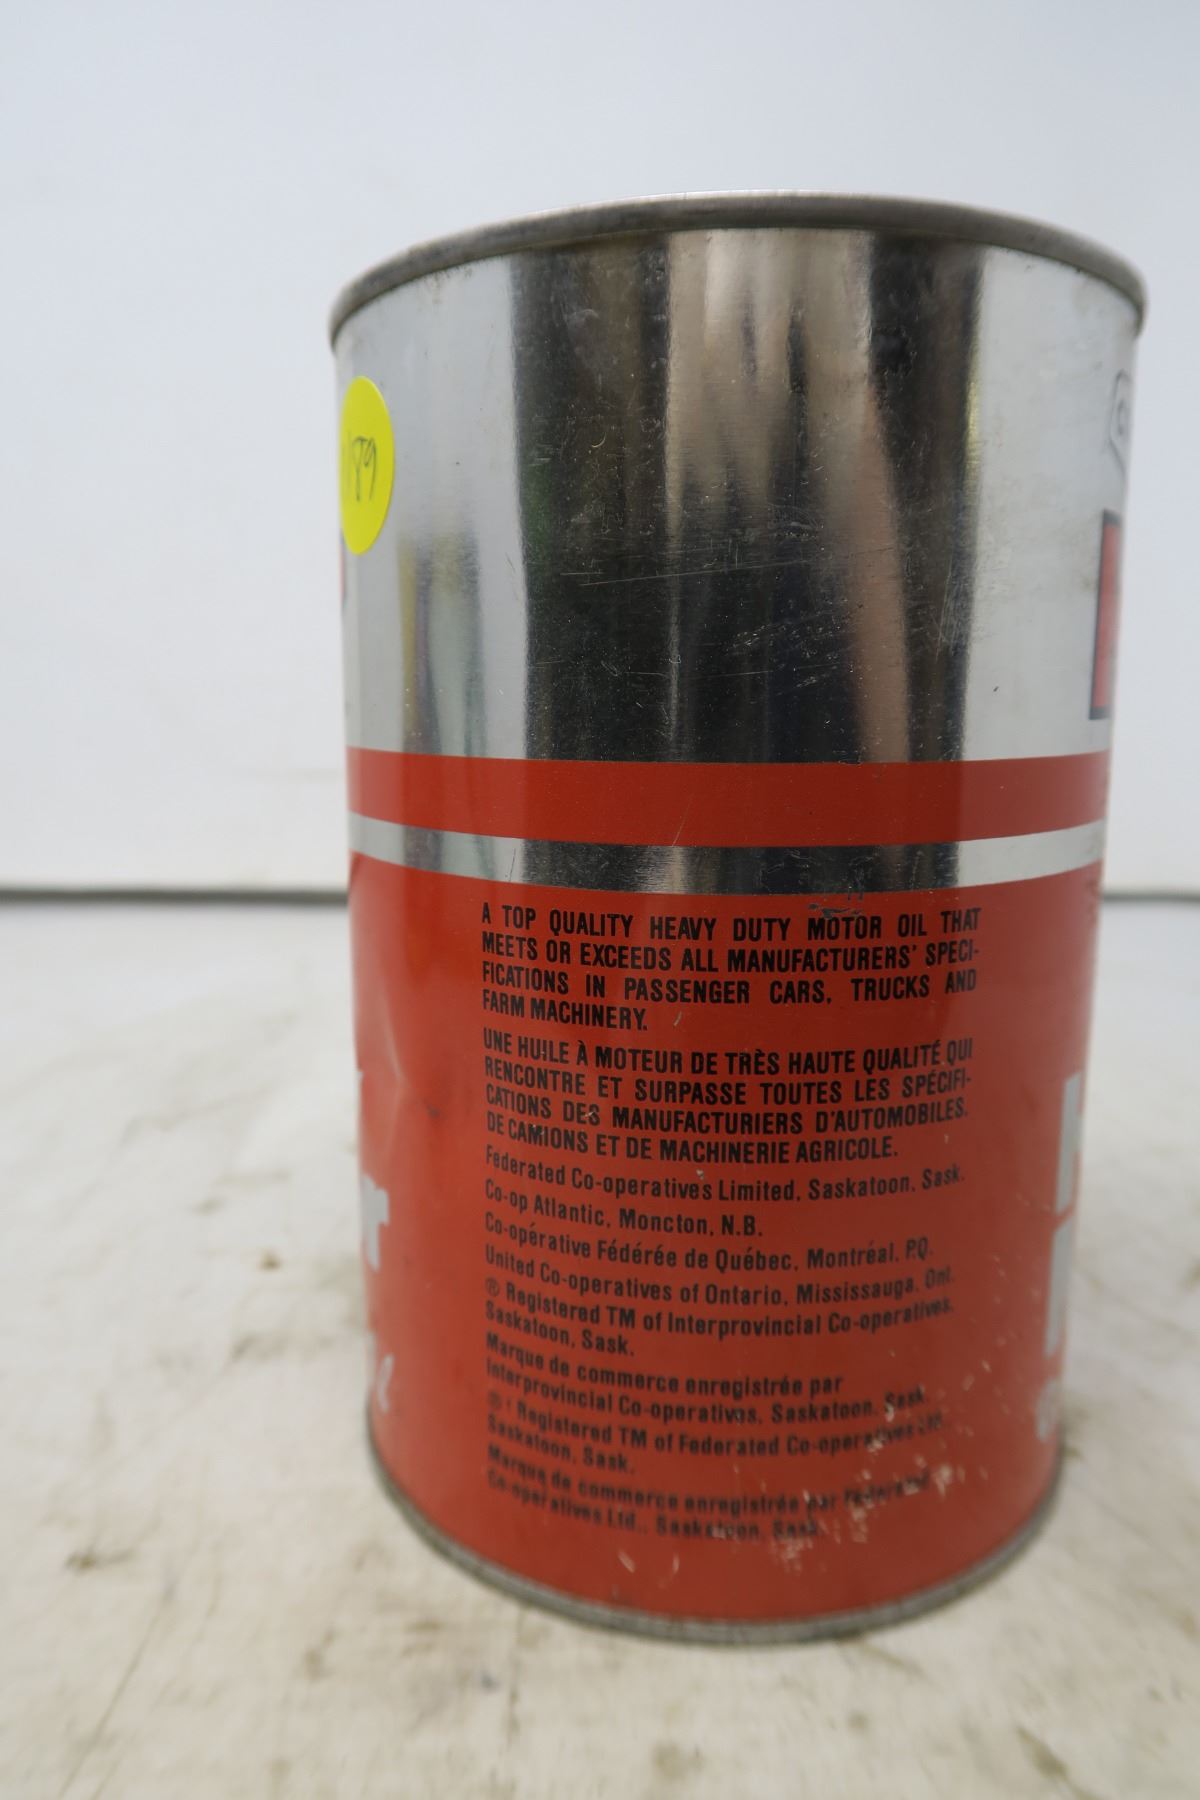 189
A TOP QUALITY HEAVY DUTY MOTOR OIL THAT
MEETS OR EXCEEDS ALL MANUFACTURERS' SPECI-
FICATIONS IN PASSENGER CARS, TRUCKS AND
FARM MACHINERY.
UNE HUILE À MOTEUR DE TRÈS HAUTE QUALITÉ QUI
RENCONTRE ET SURPASSE TOUTES LES SPÉCIFI-
CATIONS DES MANUFACTURIERS D'AUTOMOBILES,
DE CAMIONS ET DE MACHINERIE AGRICOLE.
Federated Co-operatives Limited, Saskatoon, Sask.
Co-op Atlantic, Moncton, N.B.
Co-opérative Fédérée de Québec, Montréal, P.Q.
United Co-operatives of Ontario, Mississauga, Ont.
® Registered TM of Interprovincial Co-operatives,
Saskatoon, Sask.
Marque de commerce enregistrée par
Interprovincial Co-operatives, Saskatoon, Sask.
Registered TM of Federated Co-operatives Ltd.
Saskatoon, Sask.
Marque de commerce enregistrée par Federated
Co-operatives Ltd., Saskatoon, Sask.